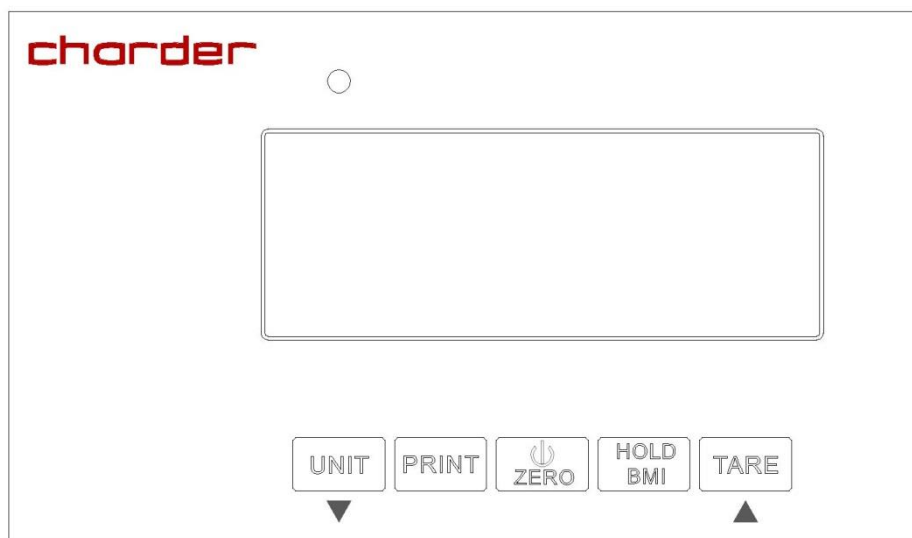 charder
UNIT
PRINT
ZERO
HOLD
BMI
TARE